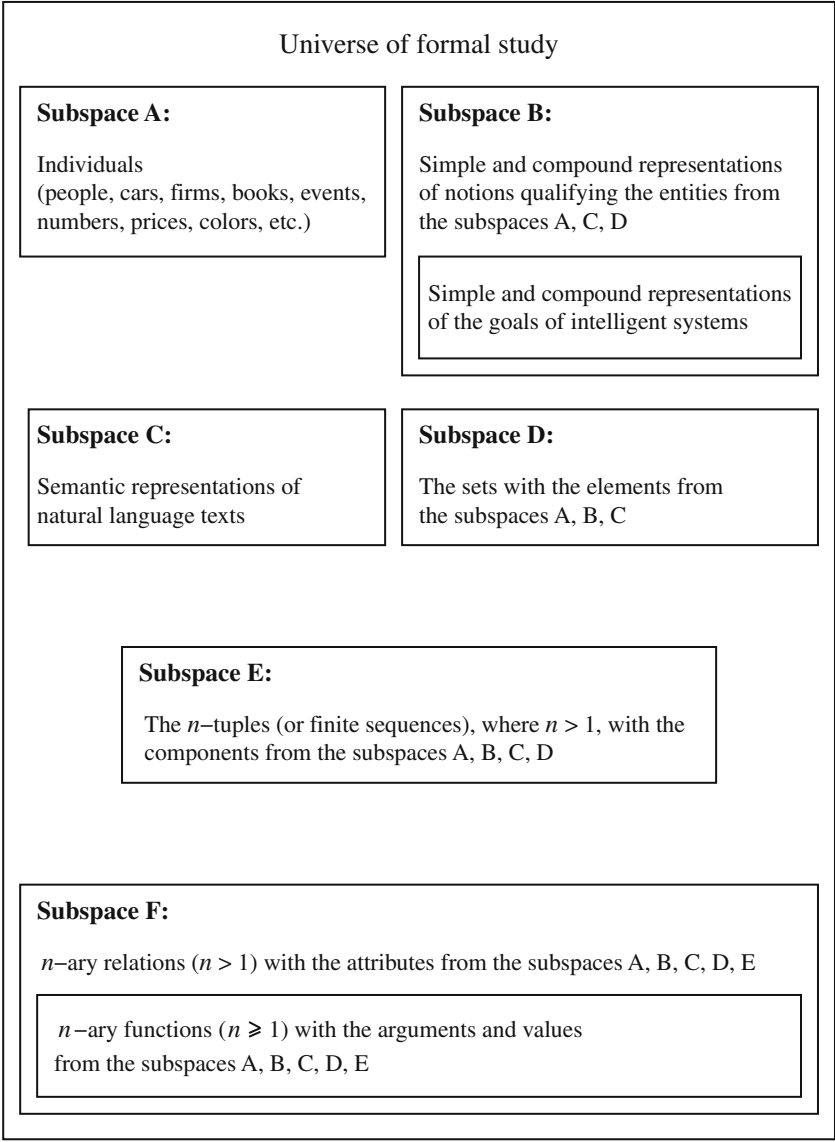 Universe of formal study
Subspace A:
Individuals
(people, cars, firms, books, events,
numbers, prices, colors, etc.)
Subspace B:
Simple and compound representations
of notions qualifying the entities from
the subspaces A, C, D
Simple and compound representations
of the goals of intelligent systems
Subspace C:
Semantic representations of
natural language texts
Subspace D:
The sets with the elements from
the subspaces A, B, C
Subspace E:
The n−tuples (or finite sequences), where n > 1, with the
components from the subspaces A, B, C, D
Subspace F:
n−ary relations (n > 1) with the attributes from the subspaces A, B, C, D, E
n−ary functions (n ⩾ 1) with the arguments and values
from the subspaces A, B, C, D, E